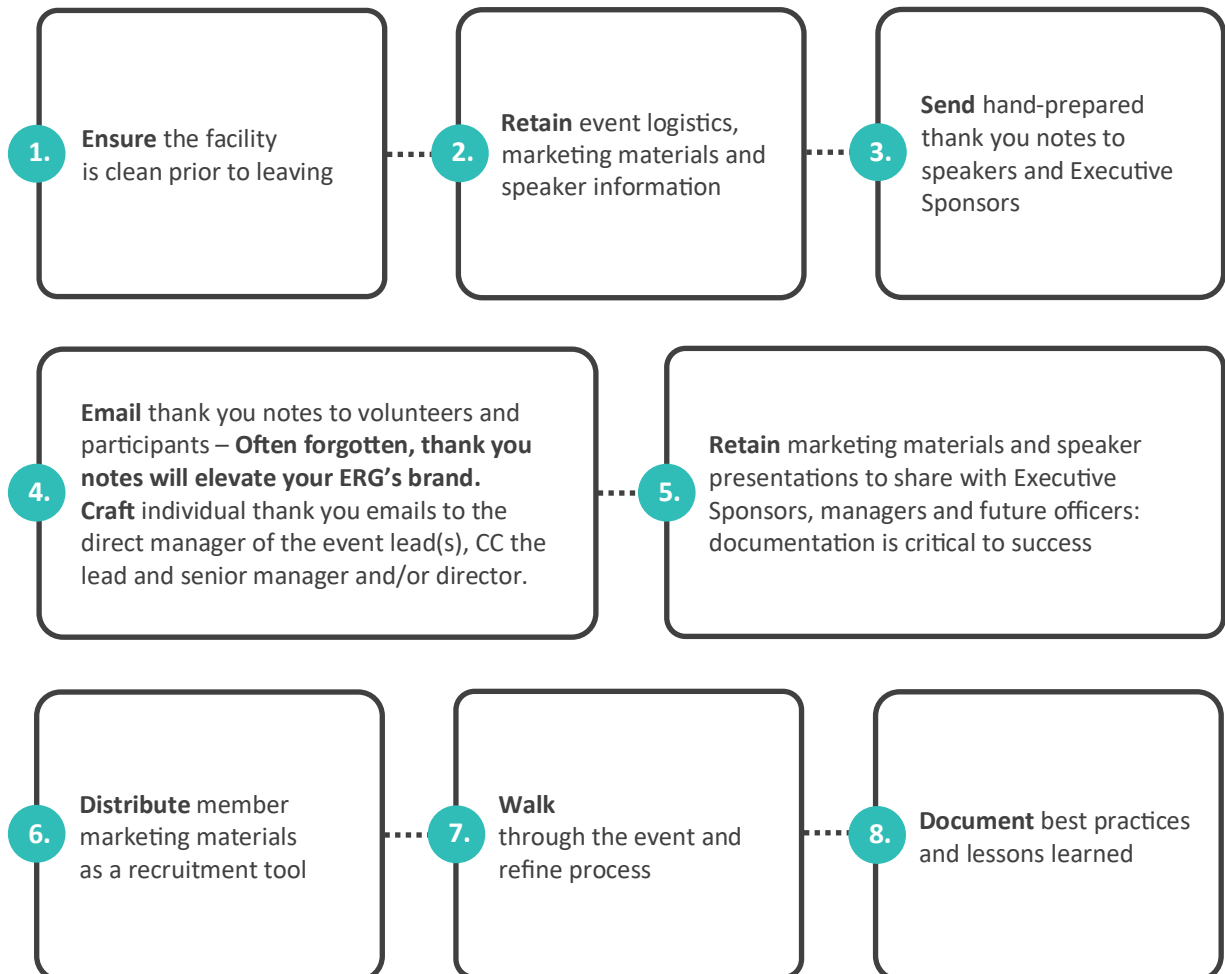 1.
Ensure the facility
is clean prior to leaving
2.
Retain event logistics,
marketing materials and
speaker information
3.
Send hand-prepared
thank you notes to
speakers and Executive
Sponsors
4.
Email thank you notes to volunteers and
participants – Often forgotten, thank you
notes will elevate your ERG's brand.
Craft individual thank you emails to the
direct manager of the event lead(s), CC the
lead and senior manager and/or director.
5.
Retain marketing materials and speaker
presentations to share with Executive
Sponsors, managers and future officers:
documentation is critical to success
6.
Distribute member
marketing materials
as a recruitment tool
7.
Walk
through the event and
refine process
8.
Document best practices
and lessons learned